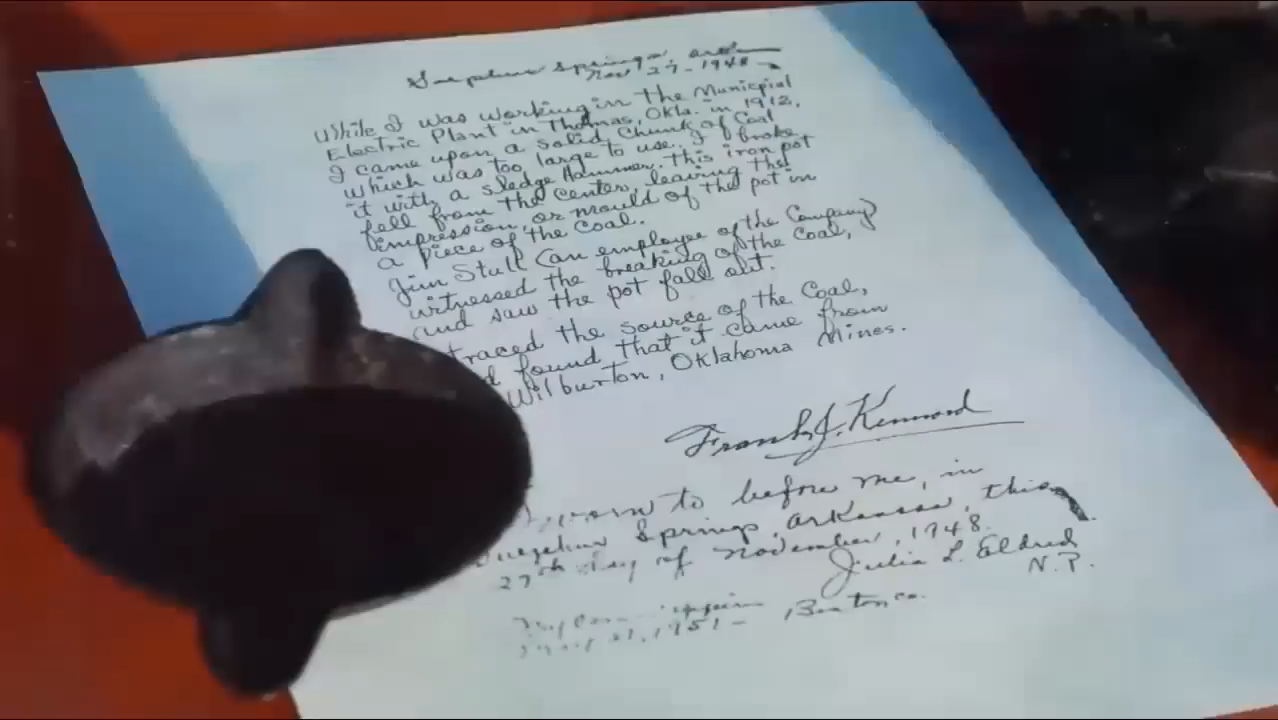 Sulphur Springs, Ark
Nov 27-1948
While I was working in the Municipial
Electric Plant in Thomas, Okla. in 1912,
I came upon a solid chunk of Coal
which was too large to use. I broke
it with a sledge Hammer. This iron pot
fell from the center, leaving the
impression, or mould of the pot in
a piece of the coal.
Jim Stull (an employee of the Company)
witnessed the breaking of the coal,
and saw the pot fall out.
traced the source of the Coal,
found that it came from
Wilburton, Oklahoma Mines.
Frank J. Kennard
Sworn to before me, in
Sulphur Springs, Arkansas, this
27th day of November, 1948.
Julia L. Eldred
N.P.
1951- Benton Co.